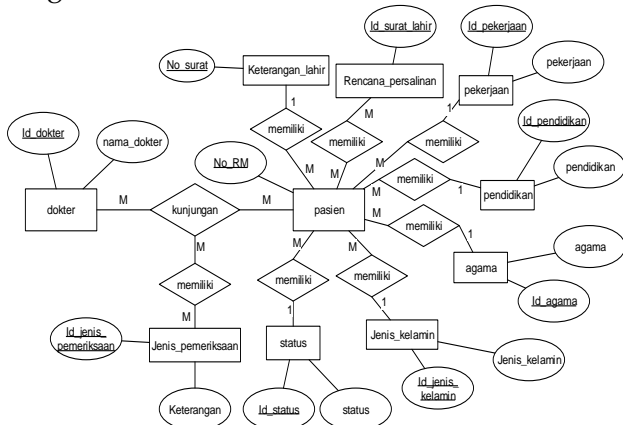 Id_surat_lahir
Id_pekerjaan
No_surat
Keterangan_lahir
Rencana_persalinan
pekerjaan
pekerjaan
1
M
1
Id_pendidikan
Id_dokter
nama_dokter
memiliki
memiliki
memiliki
pendidikan
No_RM
M
M
M
memiliki
M
1
pendidikan
dokter
M
kunjungan
M
pasien
M
memiliki
1
agama
M
M
M
agama
memiliki
memiliki
memiliki
Id_agama
M
1
1
Id_jenis_
pemeriksaan
Jenis_pemeriksaan
status
Jenis_kelamin
Jenis_kelamin
Id_jenis_
kelamin
Keterangan
Id_status
status